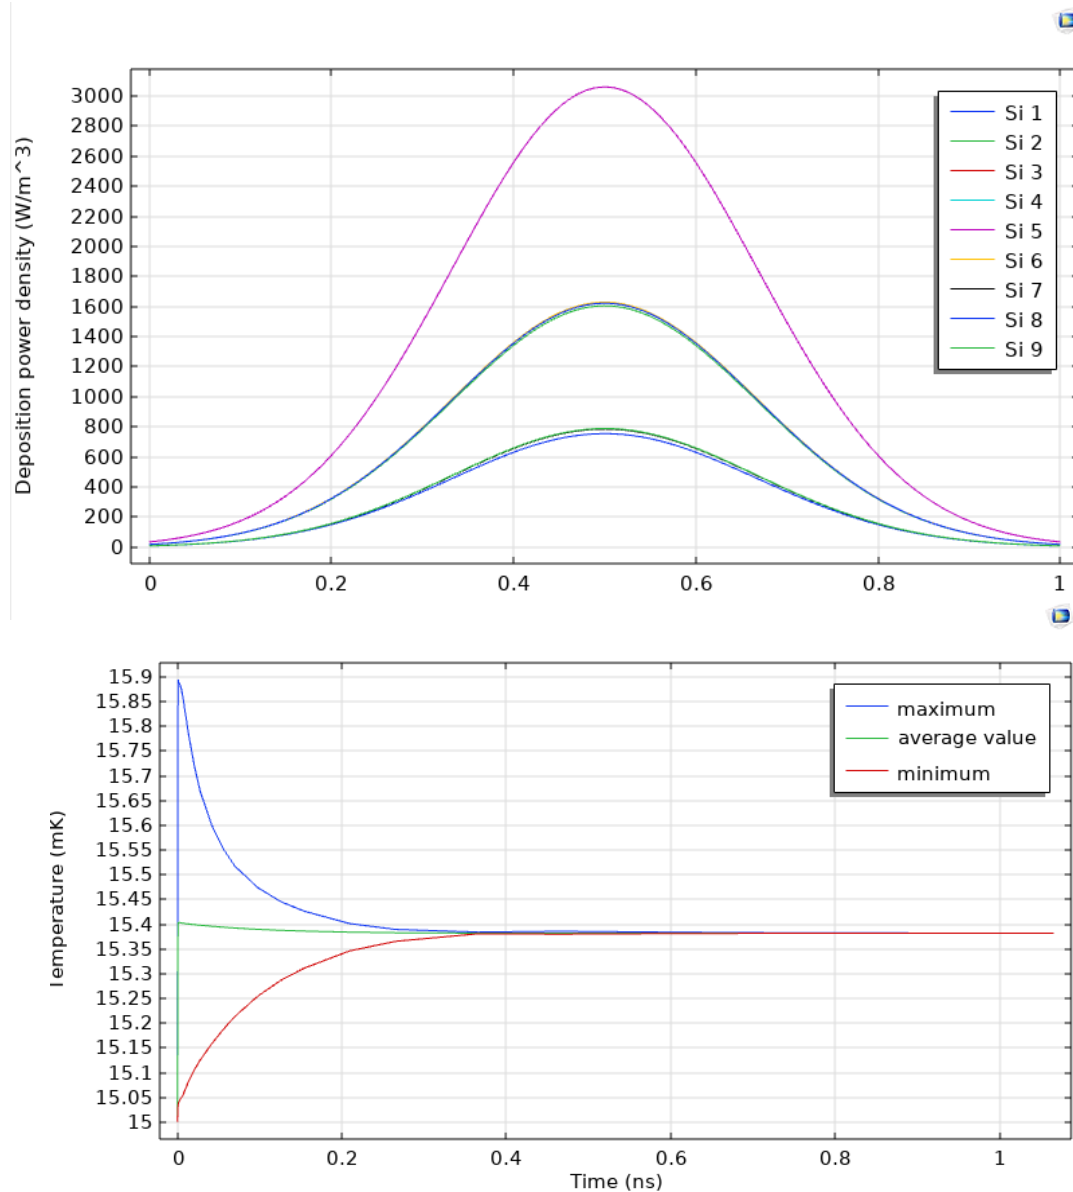 Deposition power density (W/m^3)
3000
2800
2600
2400
2200
2000
1800
1600
1400
1200
1000
800
600
400
200
0
0 0.2 0.4 0.6 0.8 1
Si 1
Si 2
Si 3
Si 4
Si 5
Si 6
Si 7
Si 8
Si 9
Temperature (mK)
15.9
15.85
15.8
15.75
15.7
15.65
15.6
15.55
15.5
15.45
15.4
15.35
15.3
15.25
15.2
15.15
15.1
15.05
15
maximum
average value
minimum
0 0.2 0.4 0.6 0.8 1
Time (ns)